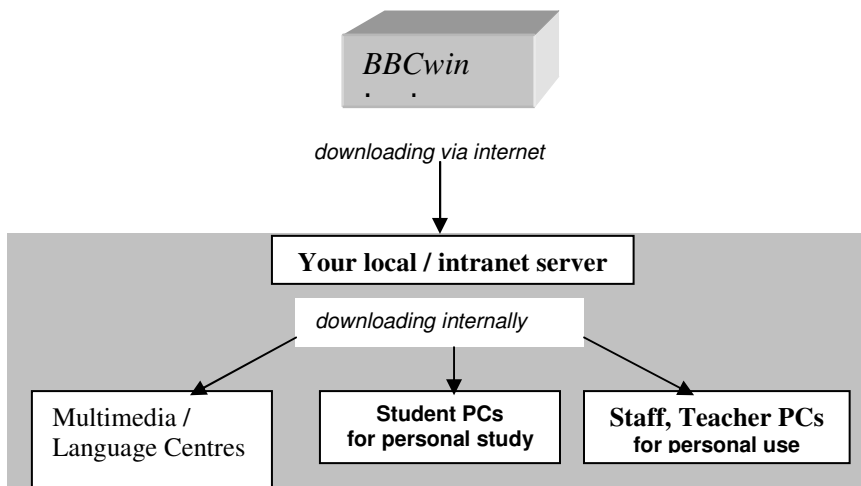 BBCwin
. .
downloading via internet
Your local / intranet server
downloading internally
Multimedia /
Language Centres
Student PCs
for personal study
Staff, Teacher PCs
for personal use